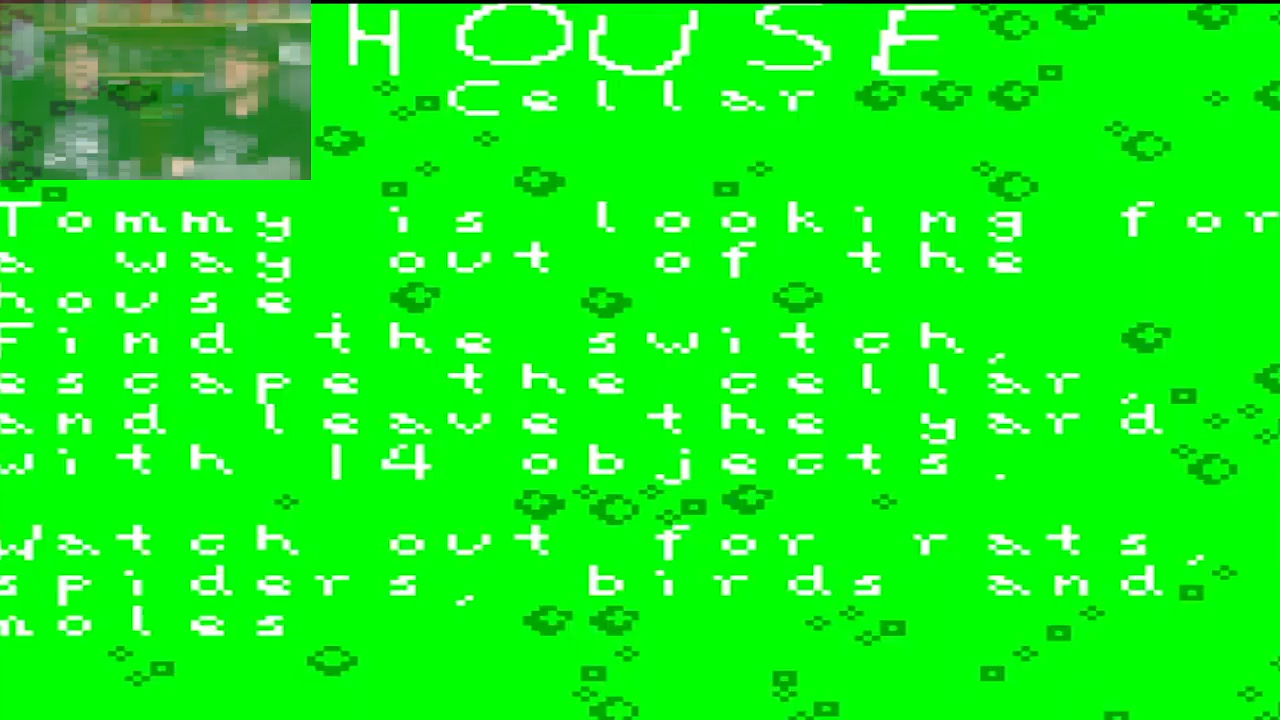 HOUSE
Cellar
Tommy is looking for
a way out of the
house.
Find the switch,
escape the cellar,
and leave the yard
with 14 objects.
Watch out for rats,
spiders, birds and
moles